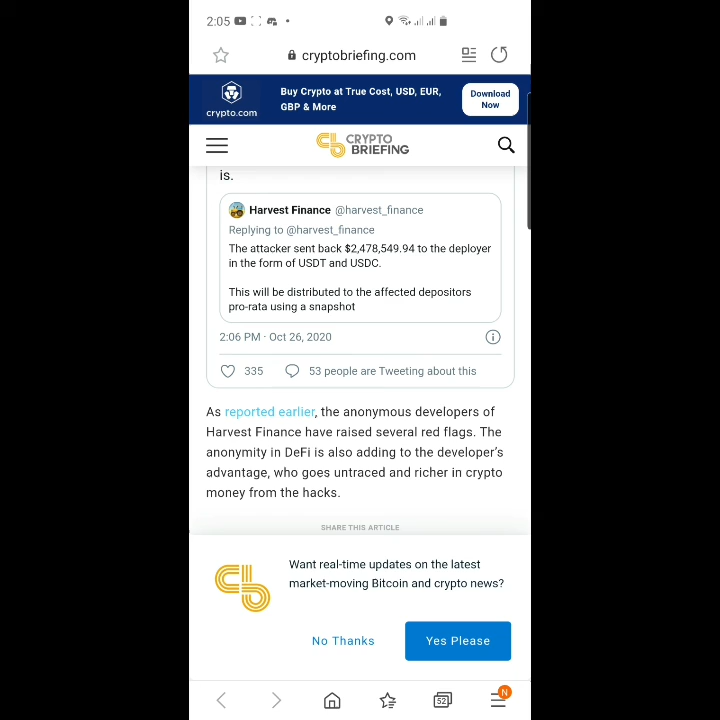 2:05
cryptobriefing.com
crypto.com
Buy Crypto at True Cost, USD, EUR,
GBP & More
Download
Now
CRYPTO
BRIEFING
is.
Harvest Finance @harvest_finance
Replying to @harvest_finance
The attacker sent back $2,478,549.94 to the deployer
in the form of USDT and USDC.
This will be distributed to the affected depositors
pro-rata using a snapshot
2:06 PM · Oct 26, 2020
335 53 people are Tweeting about this
As reported earlier, the anonymous developers of
Harvest Finance have raised several red flags. The
anonymity in DeFi is also adding to the developer’s
advantage, who goes untraced and richer in crypto
money from the hacks.
SHARE THIS ARTICLE
Want real-time updates on the latest
market-moving Bitcoin and crypto news?
No Thanks Yes Please
52
N